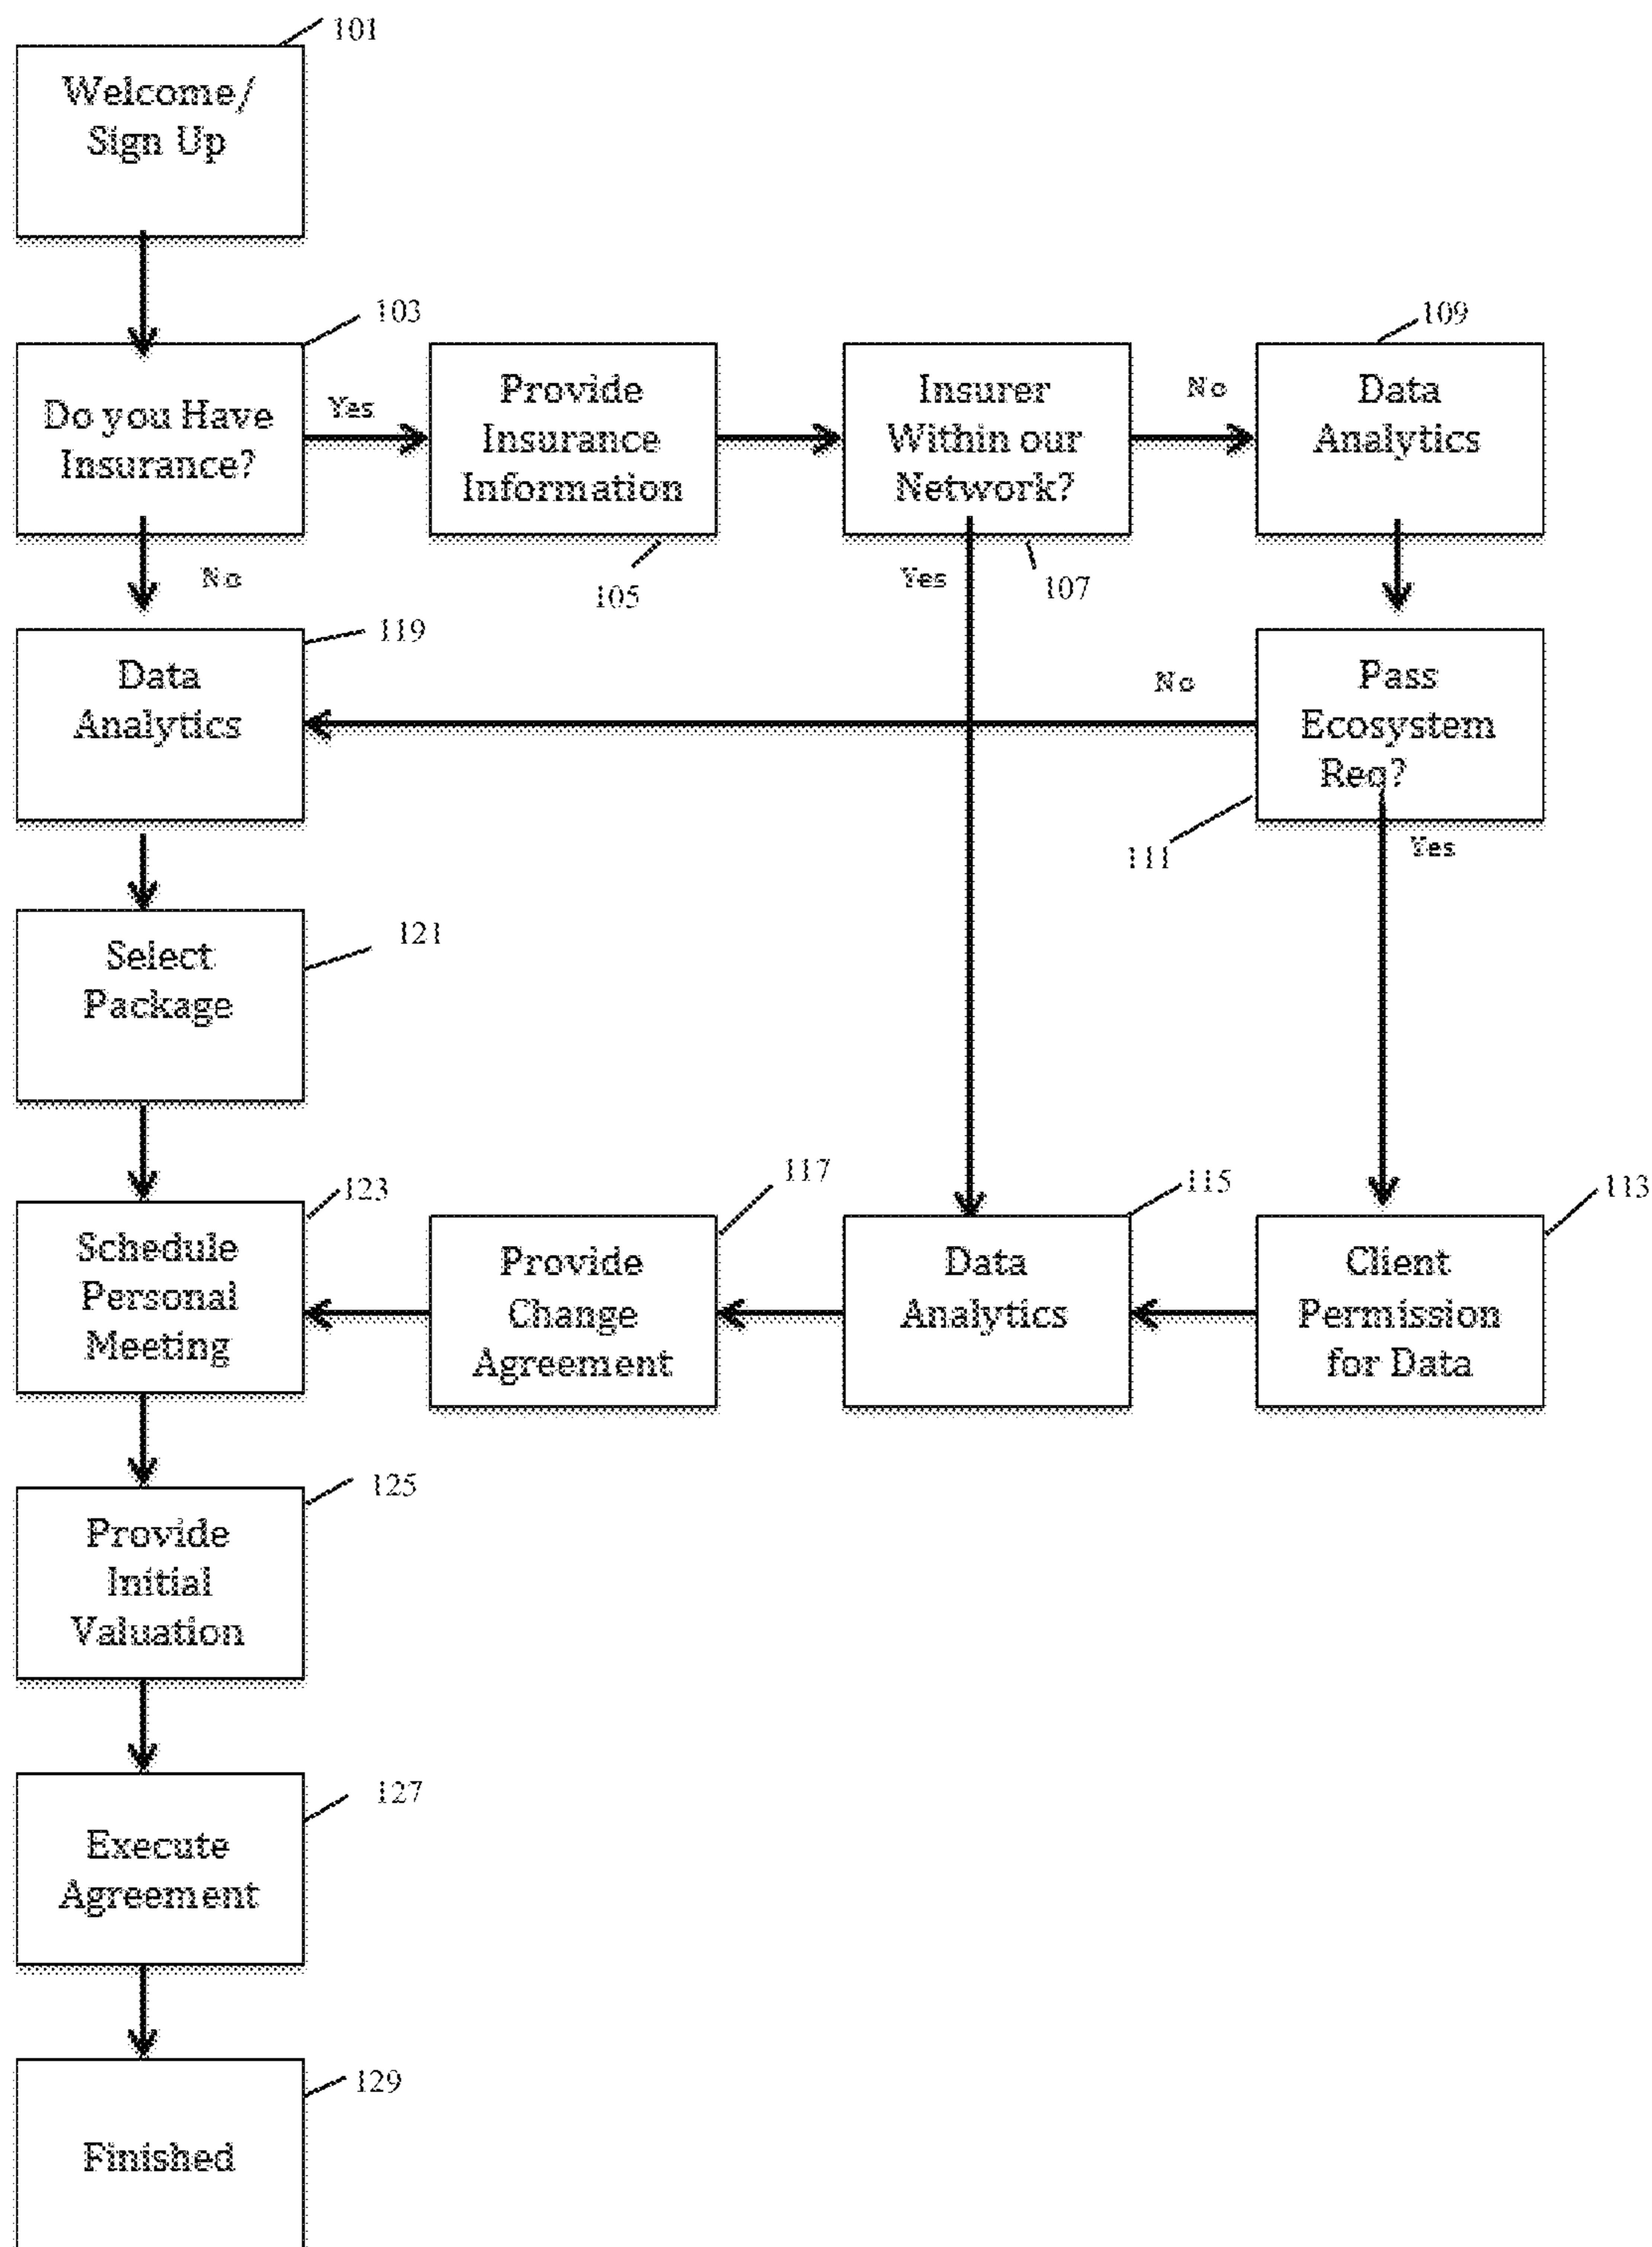 101
Welcome/
Sign Up
103
Do you Have
Insurance?
Yes
Provide
Insurance
Information
105
Insurer
Within our
Network?
107
No
109
Data
Analytics
No
Yes
119
Data
Analytics
No
Pass
Ecosystem
Req?
111
Yes
121
Select
Package
123
Schedule
Personal
Meeting
117
Provide
Change
Agreement
115
Data
Analytics
113
Client
Permission
for Data
125
Provide
Initial
Valuation
127
Execute
Agreement
129
Finished